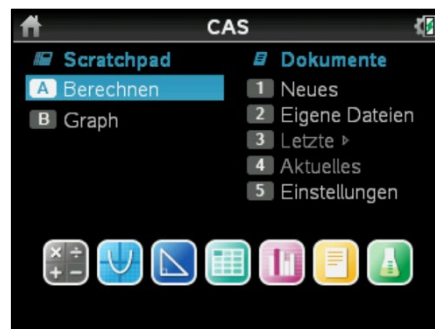 CAS
Scratchpad
A Berechnen
B Graph
Dokumente
1 Neues
2 Eigene Dateien
3 Letzte ▹
4 Aktuelles
5 Einstellungen